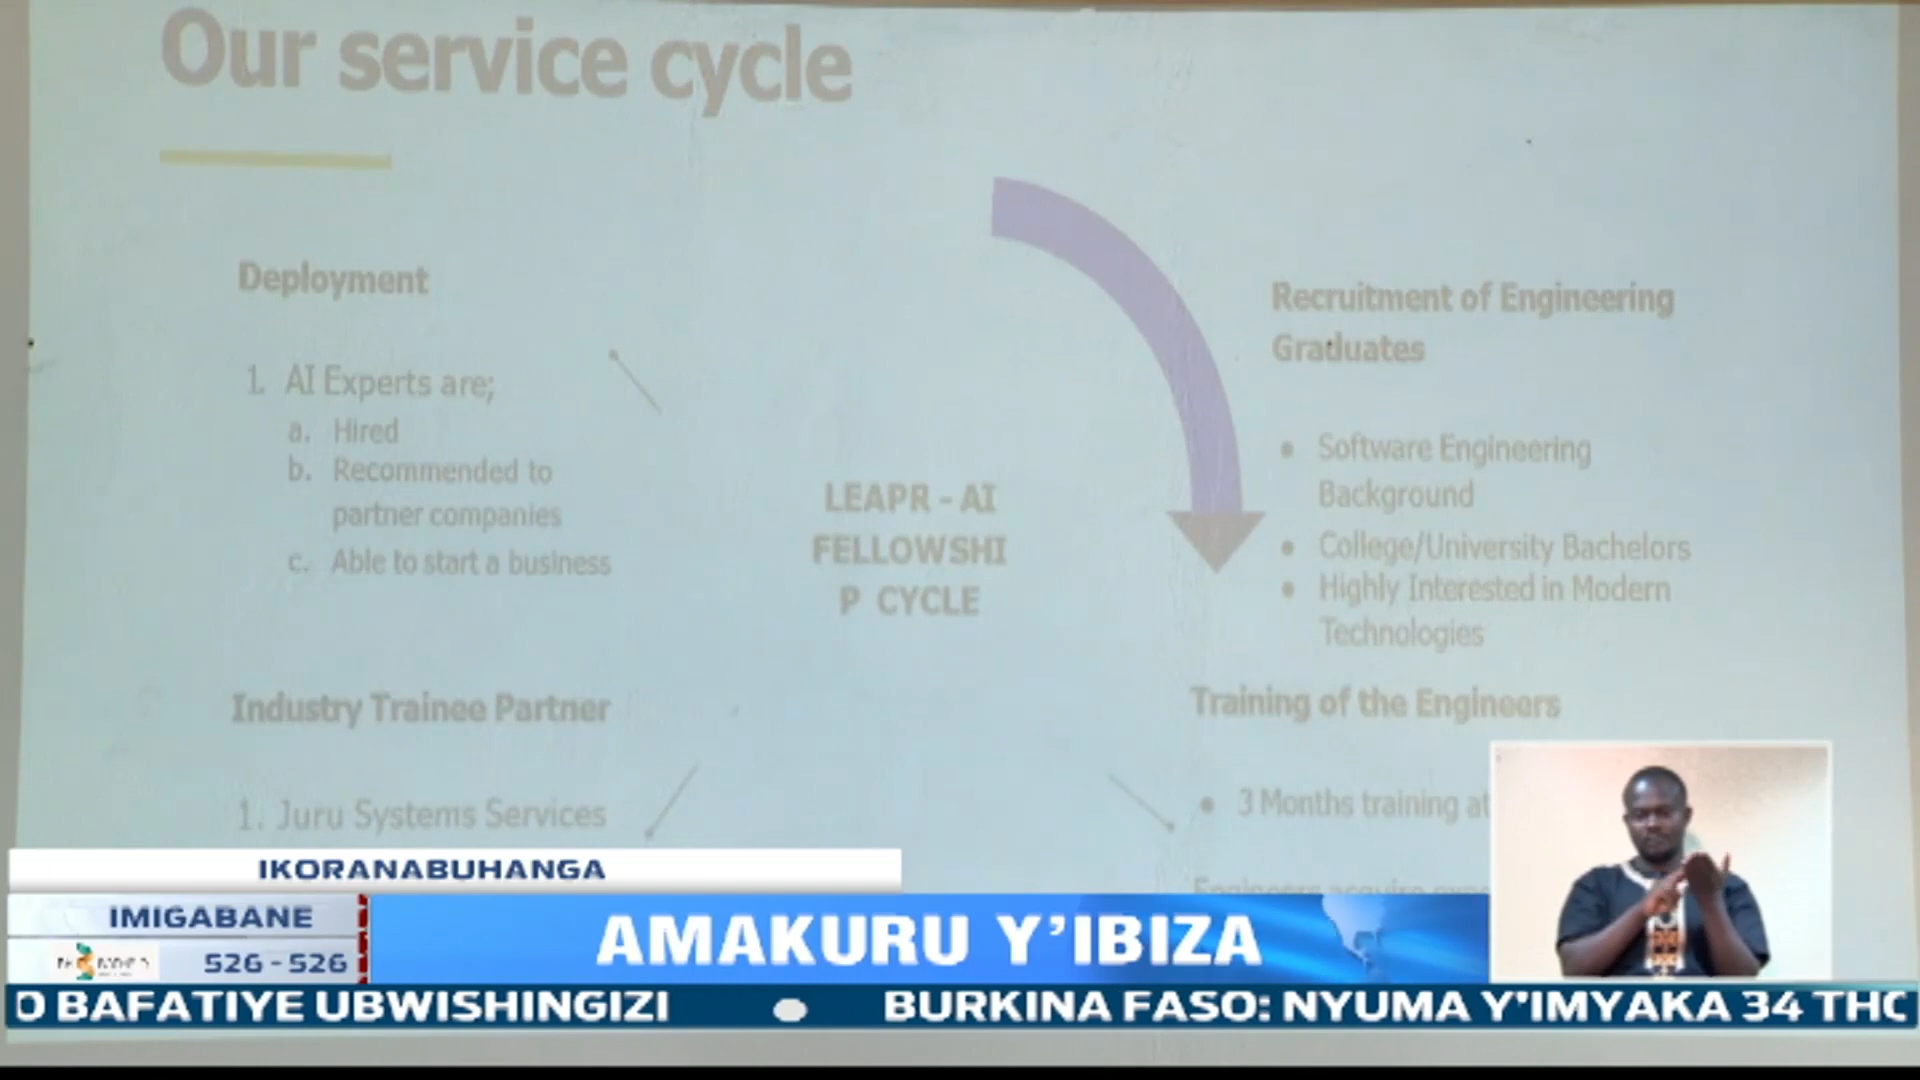 Our service cycle
Deployment
1. AI Experts are;
a. Hired
b. Recommended to
partner companies
c. Able to start a business
Recruitment of Engineering
Graduates
• Software Engineering
Background
• College/University Bachelors
• Highly Interested in Modern
Technologies
LEAPR - AI
FELLOWSHI
P CYCLE
Industry Trainee Partner
1. Juru Systems Services
Training of the Engineers
• 3 Months training at
Engineers acquire
IKORANABUHANGA
IMIGABANE
526 - 526
AMAKURU Y'IBIZA
O BAFATIYE UBWISHINGIZI
BURKINA FASO: NYUMA Y'IMYAKA 34 THO